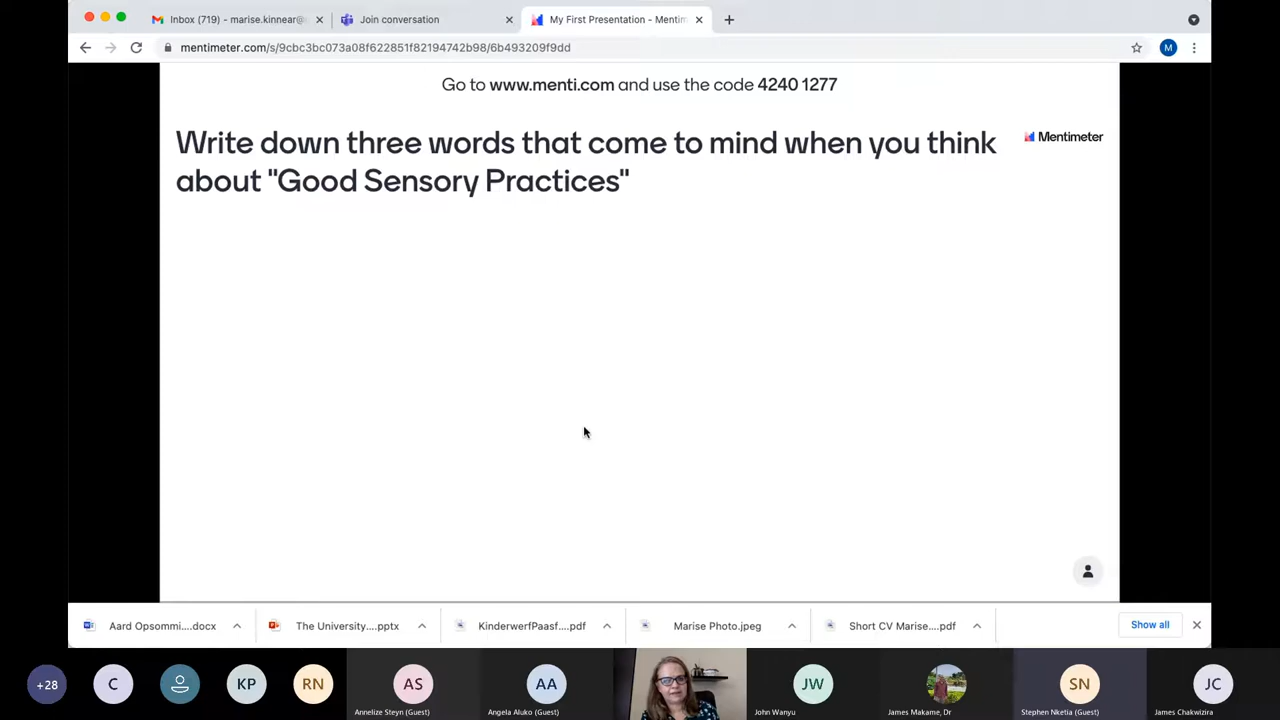 Inbox (719) - marise.kinnear@
Join conversation
My First Presentation - Mentim
mentimeter.com/s/9cbc3bc073a08f622851f82194742b98/6b493209f9dd
M
Go to www.menti.com and use the code 4240 1277
Write down three words that come to mind when you think
about "Good Sensory Practices"
Mentimeter
Aard Opsommi....docx
The University....pptx
KinderwerfPaasf....pdf
Marise Photo.jpeg
Short CV Marise....pdf
Show all
+28
C
KP
RN
AS
Annelize Steyn (Guest)
AA
Angela Aluko (Guest)
JW
John Wanyu
James Makame, Dr
SN
Stephen Nketia (Guest)
JC
James Chakwizira